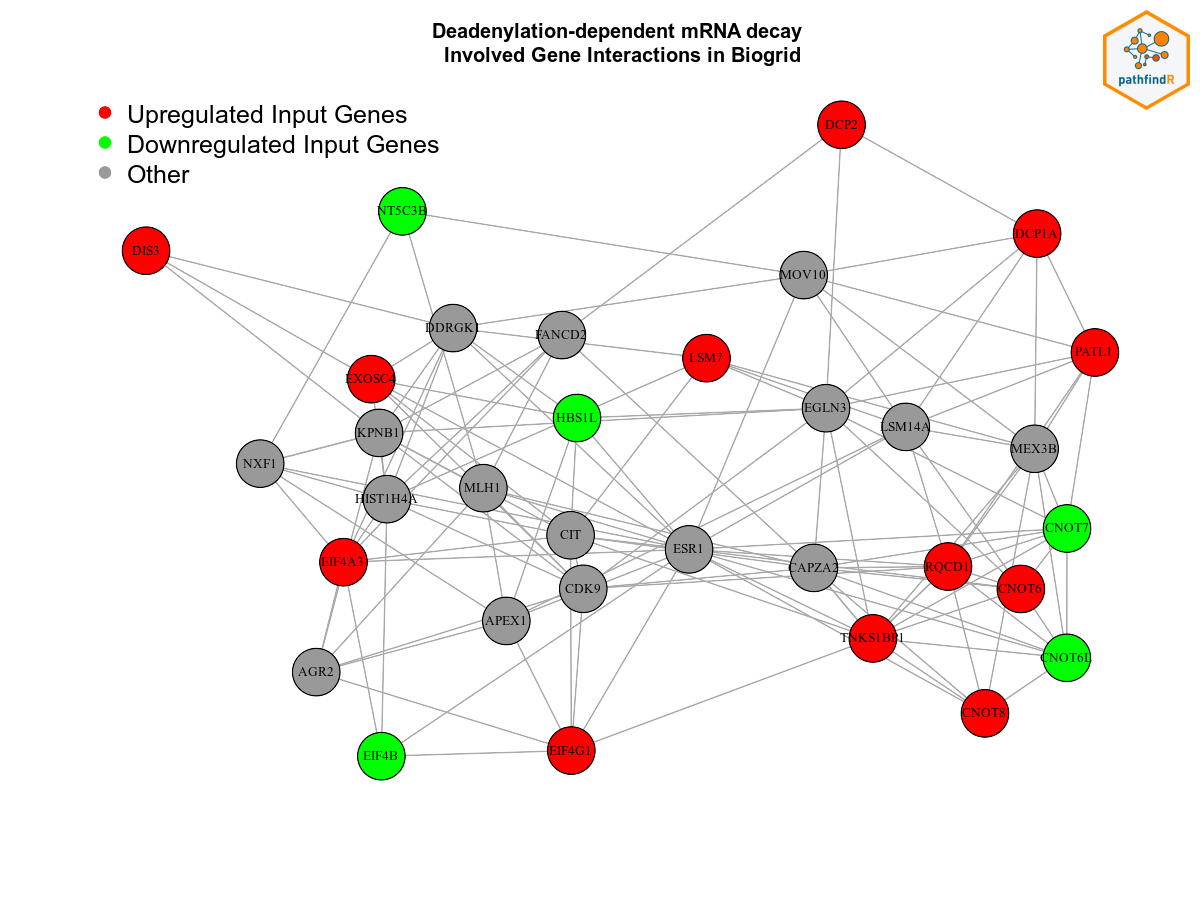 Deadenylation-dependent mRNA decay
Involved Gene Interactions in Biogrid
pathfindR
Upregulated Input Genes
Downregulated Input Genes
Other
DCP2
NT5C3B
DCP1A
DIS3
MOV10
DDRGK1
FANCD2
LSM7
PATL1
EXOSC4
HBS1L
EGLN3
LSM14A
KPNB1
MEX3B
NXF1
HIST1H4A
MLH1
CNOT7
CIT
ESR1
EIF4A3
CAPZA2
RQCD1
CDK9
CNOT6
APEX1
TNKS1BP1
AGR2
CNOT6L
CNOT8
EIF4B
EIF4G1